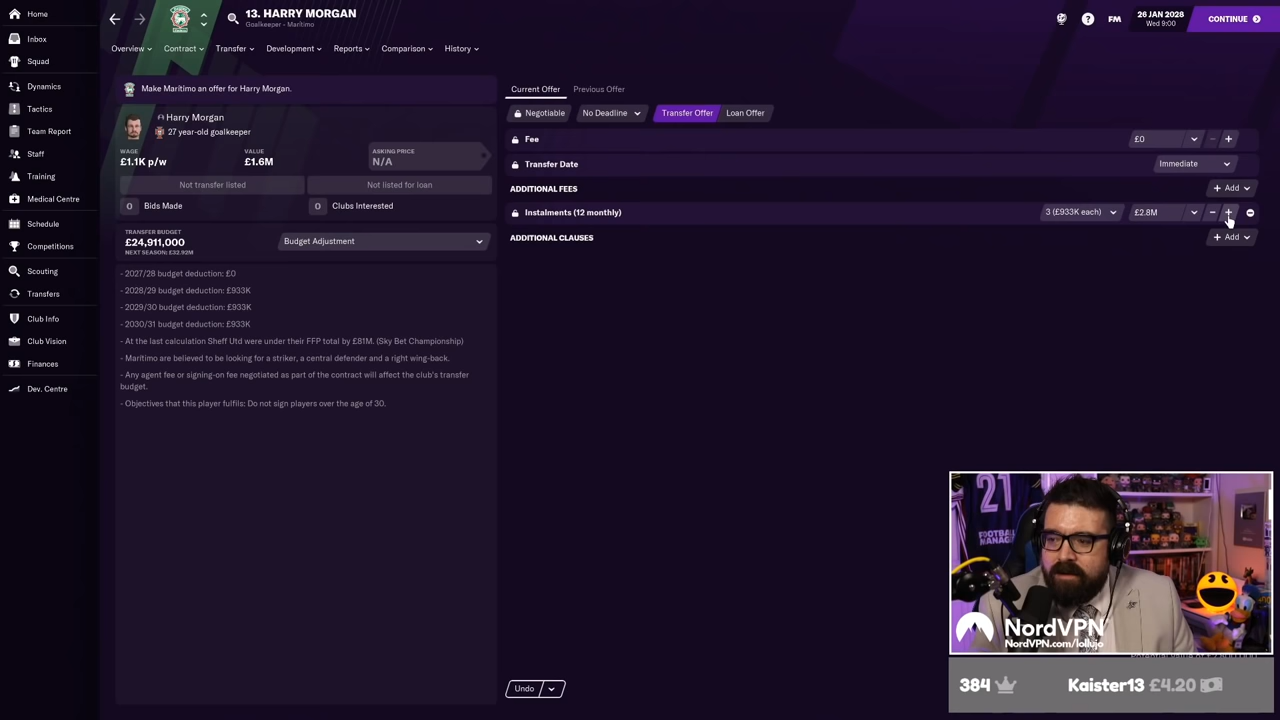 Home
Inbox
Squad
Dynamics
Tactics
Team Report
Staff
Training
Medical Centre
Schedule
Competitions
Scouting
Transfers
Club Info
Club Vision
Finances
Dev. Centre
13. HARRY MORGAN
Goalkeeper - Marítimo
FM
26 JAN 2028
Wed 9:00
CONTINUE
Overview
Contract
Transfer
Development
Reports
Comparison
History
Make Marítimo an offer for Harry Morgan.
Harry Morgan
27 year-old goalkeeper
WAGE
£1.1K p/w
VALUE
£1.6M
ASKING PRICE
N/A
Not transfer listed
Not listed for loan
0 Bids Made
0 Clubs Interested
TRANSFER BUDGET
£24,911,000
NEXT SEASON: £32.92M
Budget Adjustment
- 2027/28 budget deduction: £0
- 2028/29 budget deduction: £933K
- 2029/30 budget deduction: £933K
- 2030/31 budget deduction: £933K
- At the last calculation Sheff Utd were under their FFP total by £81M. (Sky Bet Championship)
- Marítimo are believed to be looking for a striker, a central defender and a right wing-back.
- Any agent fee or signing-on fee negotiated as part of the contract will affect the club's transfer
budget.
- Objectives that this player fulfils: Do not sign players over the age of 30.
Current Offer
Previous Offer
Negotiable
No Deadline
Transfer Offer
Loan Offer
Fee
£0
Transfer Date
Immediate
ADDITIONAL FEES
+ Add
Instalments (12 monthly)
3 (£933K each)
£2.8M
ADDITIONAL CLAUSES
+ Add
Undo
21
FOOTBALL
NordVPN
NordVPN.com/lollujo
384
Kaister13 £4.20